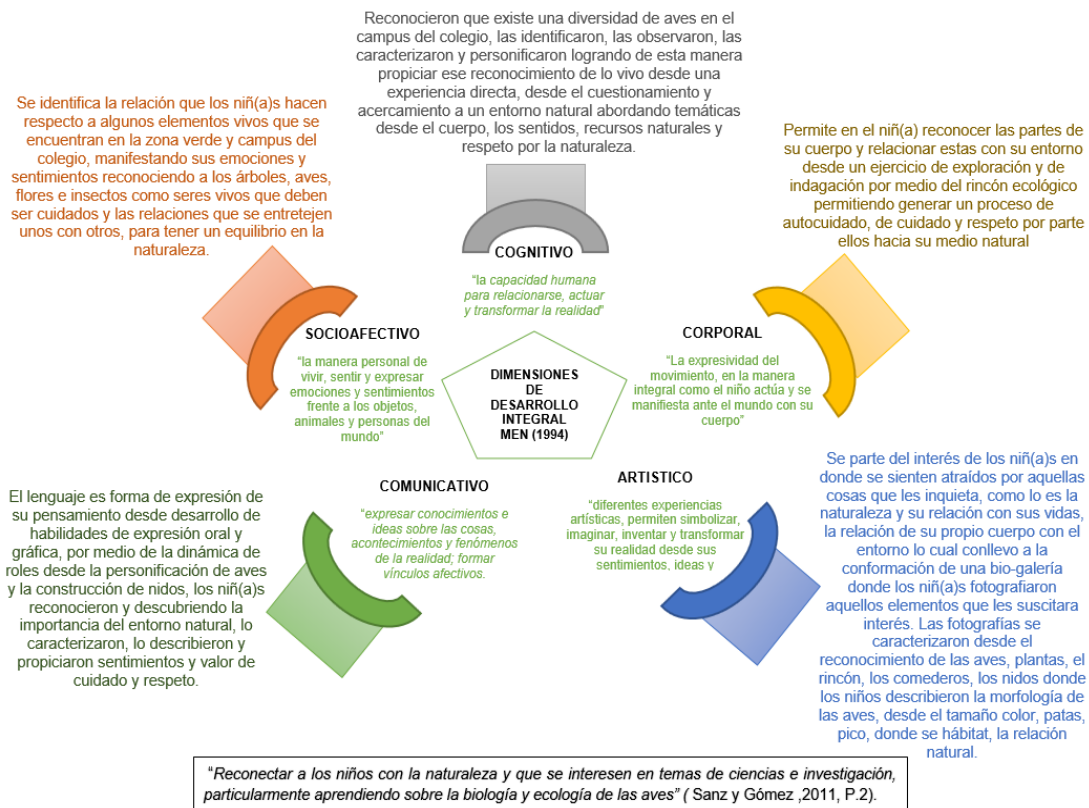 Reconocieron que existe una diversidad de aves en el
campus del colegio, las identificaron, las observaron, las
caracterizaron y personificaron logrando de esta manera
propiciar ese reconocimiento de lo vivo desde una
experiencia directa, desde el cuestionamiento y
acercamiento a un entorno natural abordando temáticas
desde el cuerpo, los sentidos, recursos naturales y
respeto por la naturaleza.
Se identifica la relación que los niñ(a)s hacen
respecto a algunos elementos vivos que se
encuentran en la zona verde y campus del
colegio, manifestando sus emociones y
sentimientos reconociendo a los árboles, aves,
flores e insectos como seres vivos que deben
ser cuidados y las relaciones que se entretejen
unos con otros, para tener un equilibrio en la
naturaleza.
Permite en el niñ(a) reconocer las partes de
su cuerpo y relacionar estas con su entorno
desde un ejercicio de exploración y de
indagación por medio del rincón ecológico
permitiendo generar un proceso de
autocuidado, de cuidado y respeto por parte
ellos hacia su medio natural
COGNITIVO
“la capacidad humana
para relacionarse, actuar
y transformar la realidad”
SOCIOAFECTIVO
“la manera personal de
vivir, sentir y expresar
emociones y sentimientos
frente a los objetos,
animales y personas del
mundo”
CORPORAL
“La expresividad del
movimiento, en la manera
integral como el niño actúa y se
manifiesta ante el mundo con su
cuerpo”
DIMENSIONES
DE
DESARROLLO
INTEGRAL
MEN (1994)
COMUNICATIVO
“expresar conocimientos e
ideas sobre las cosas,
acontecimientos y fenómenos
de la realidad; formar
vínculos afectivos.
ARTISTICO
“diferentes experiencias
artísticas, permiten simbolizar,
imaginar, inventar y transformar
su realidad desde sus
sentimientos, ideas y
El lenguaje es forma de expresión de
su pensamiento desde desarrollo de
habilidades de expresión oral y
gráfica, por medio de la dinámica de
roles desde la personificación de aves
y la construcción de nidos, los niñ(a)s
reconocieron y descubriendo la
importancia del entorno natural, lo
caracterizaron, lo describieron y
propiciaron sentimientos y valor de
cuidado y respeto.
Se parte del interés de los niñ(a)s en
donde se sienten atraídos por aquellas
cosas que les inquieta, como lo es la
naturaleza y su relación con sus vidas,
la relación de su propio cuerpo con el
entorno lo cual conllevo a la
conformación de una bio-galería
donde los niñ(a)s fotografiaron
aquellos elementos que les suscitara
interés. Las fotografías se
caracterizaron desde el
reconocimiento de las aves, plantas, el
rincón, los comederos, los nidos donde
los niños describieron la morfología de
las aves, desde el tamaño color, patas,
pico, donde se hábitat, la relación
natural.
“Reconectar a los niños con la naturaleza y que se interesen en temas de ciencias e investigación,
particularmente aprendiendo sobre la biología y ecología de las aves” ( Sanz y Gómez ,2011, P.2).